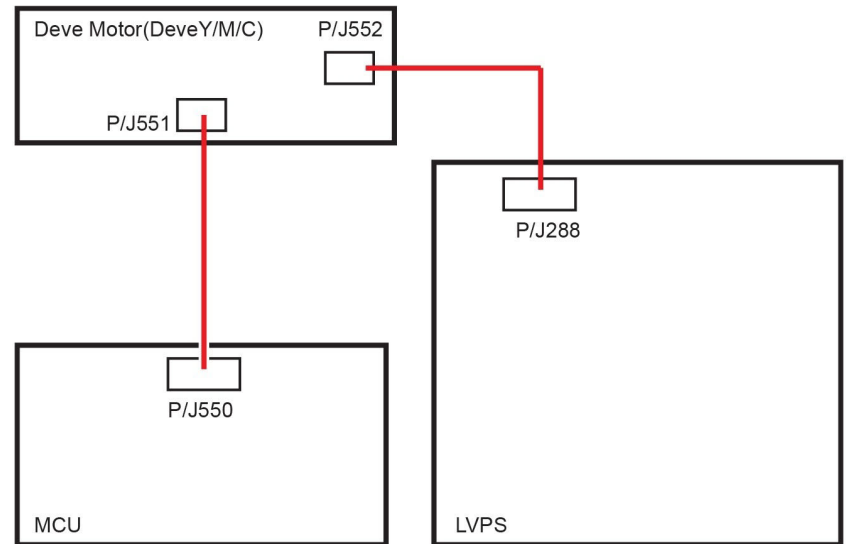 Deve Motor(DeveY/M/C)
P/J552
P/J551
P/J288
P/J550
MCU
LVPS